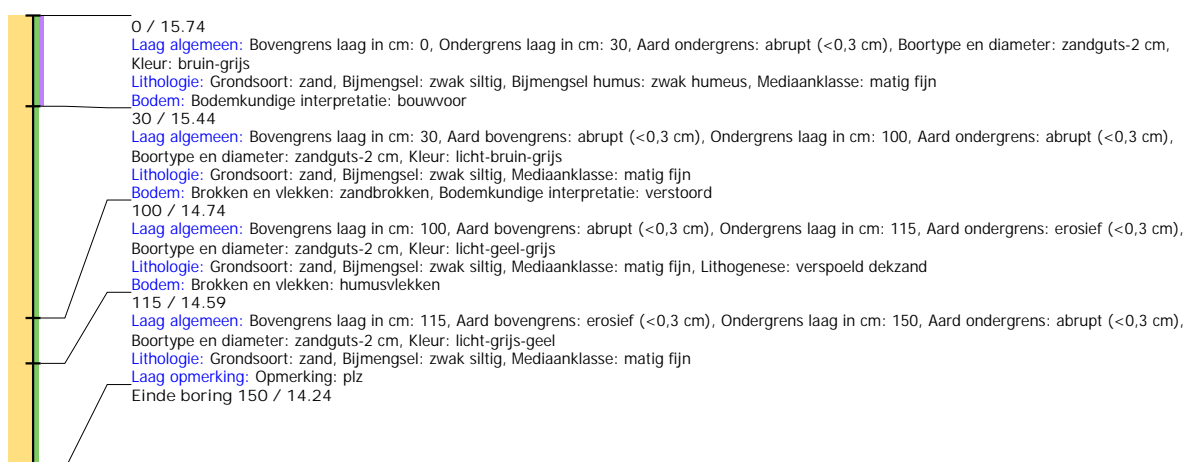 0 / 15.74
Laag algemeen: Bovengrens laag in cm: 0, Ondergrens laag in cm: 30, Aard ondergrens: abrupt (<0,3 cm), Boortype en diameter: zandguts-2 cm,
Kleur: bruin-grijs
Lithologie: Grondsoort: zand, Bijmengsel: zwak siltig, Bijmengsel humus: zwak humeus, Mediaanklasse: matig fijn
Bodem: Bodemkundige interpretatie: bouwvoor
30 / 15.44
Laag algemeen: Bovengrens laag in cm: 30, Aard bovengrens: abrupt (<0,3 cm), Ondergrens laag in cm: 100, Aard ondergrens: abrupt (<0,3 cm),
Boortype en diameter: zandguts-2 cm, Kleur: licht-bruin-grijs
Lithologie: Grondsoort: zand, Bijmengsel: zwak siltig, Mediaanklasse: matig fijn
Bodem: Brokken en vlekken: zandbrokken, Bodemkundige interpretatie: verstoord
100 / 14.74
Laag algemeen: Bovengrens laag in cm: 100, Aard bovengrens: abrupt (<0,3 cm), Ondergrens laag in cm: 115, Aard ondergrens: erosief (<0,3 cm),
Boortype en diameter: zandguts-2 cm, Kleur: licht-geel-grijs
Lithologie: Grondsoort: zand, Bijmengsel: zwak siltig, Mediaanklasse: matig fijn, Lithogenese: verspoeld dekzand
Bodem: Brokken en vlekken: humusvlekken
115 / 14.59
Laag algemeen: Bovengrens laag in cm: 115, Aard bovengrens: erosief (<0,3 cm), Ondergrens laag in cm: 150, Aard ondergrens: abrupt (<0,3 cm),
Boortype en diameter: zandguts-2 cm, Kleur: licht-grijs-geel
Lithologie: Grondsoort: zand, Bijmengsel: zwak siltig, Mediaanklasse: matig fijn
Laag opmerking: Opmerking: plz
Einde boring 150 / 14.24